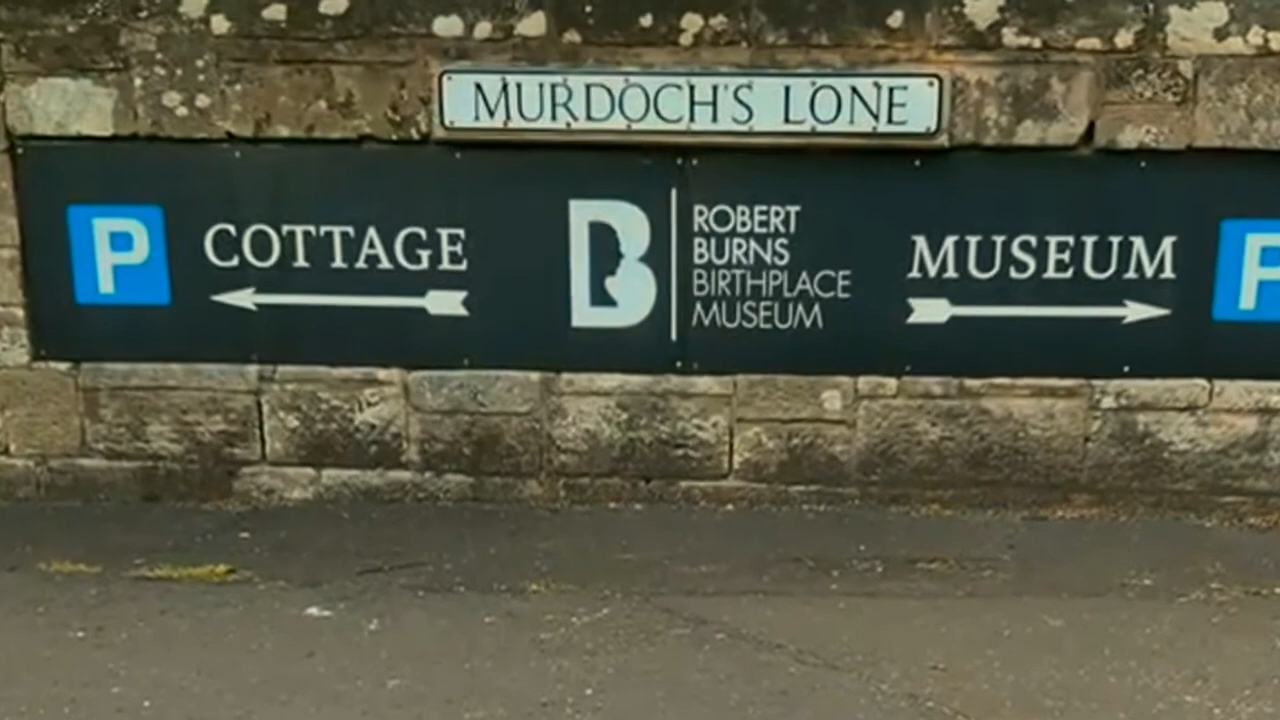 MURDOCH'S LONE
P COTTAGE
B ROBERT
BURNS
BIRTHPLACE
MUSEUM
MUSEUM P